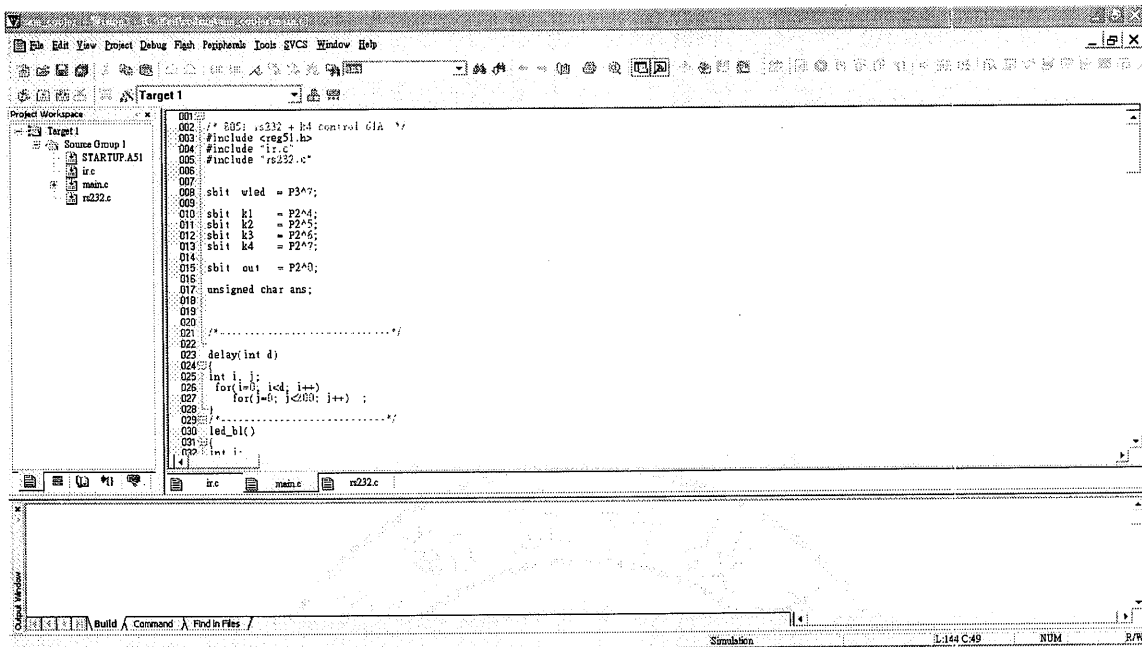 File Edit View Project Debug Flash Peripherals Tools SVCS Window Help
Target 1
Project Workspace
Target 1
Source Group 1
STARTUP.A51
ir.c
main.c
rs232.c
001
002 /* 8051 rs232 + k4 control 61A */
003 #include <reg51.h>
004 #include "ir.c"
005 #include "rs232.c"
006
007
008 sbit wled = P3^7;
009
010 sbit k1 = P2^4;
011 sbit k2 = P2^5;
012 sbit k3 = P2^6;
013 sbit k4 = P2^7;
014
015 sbit out = P2^0;
016
017 unsigned char ans;
018
019
020
021 /*-----------------------------*/
022
023 delay(int d)
024 {
025 int i, j;
026 for(i=0; i<d; i++)
027 for(j=0; j<200; j++) ;
028 }
029 /*----------------------------*/
030 led_bl()
031 {
032 int i;
ir.c main.c rs232.c
Output Window
Build Command Find in Files
Simulation L:144 C:49 NUM R/W